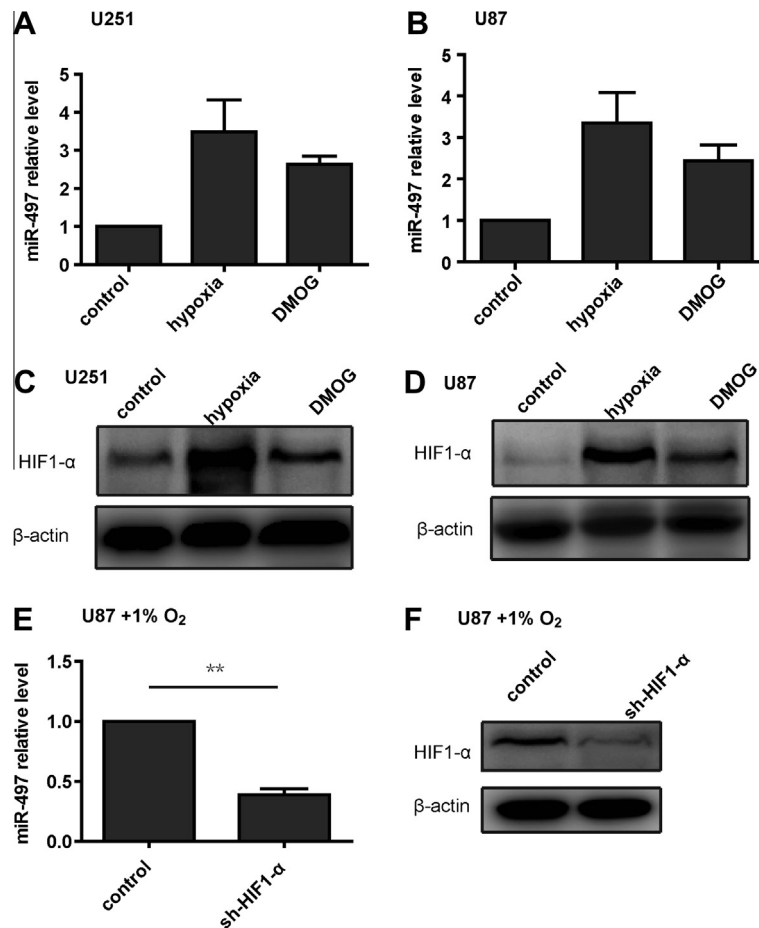 A U251
miR-497 relative level
5
4
3
2
1
0
control
hypoxia
DMOG
B U87
miR-497 relative level
5
4
3
2
1
0
control
hypoxia
DMOG
C U251
control
hypoxia
DMOG
HIF1-α
β-actin
D U87
control
hypoxia
DMOG
HIF1-α
β-actin
E U87 +1% O₂
miR-497 relative level
1.5
1.0
0.5
0.0
**
control
sh-HIF1-α
F U87 +1% O₂
control
sh-HIF1-α
HIF1-α
β-actin